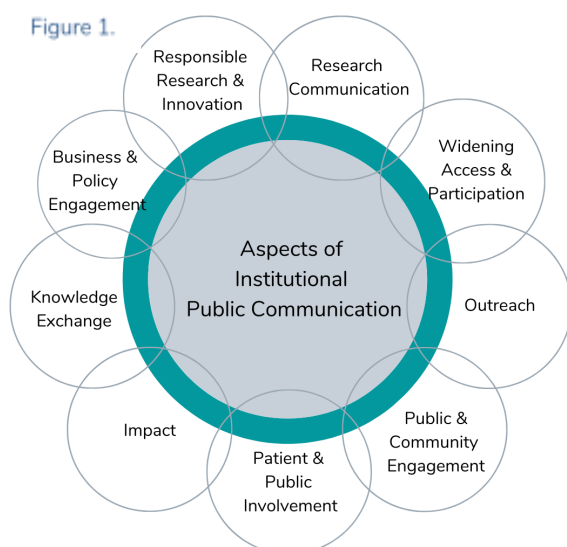 Figure 1.
Responsible
Research &
Innovation
Research
Communication
Widening
Access &
Participation
Outreach
Public &
Community
Engagement
Patient &
Public
Involvement
Impact
Knowledge
Exchange
Business &
Policy
Engagement
Aspects of
Institutional
Public Communication